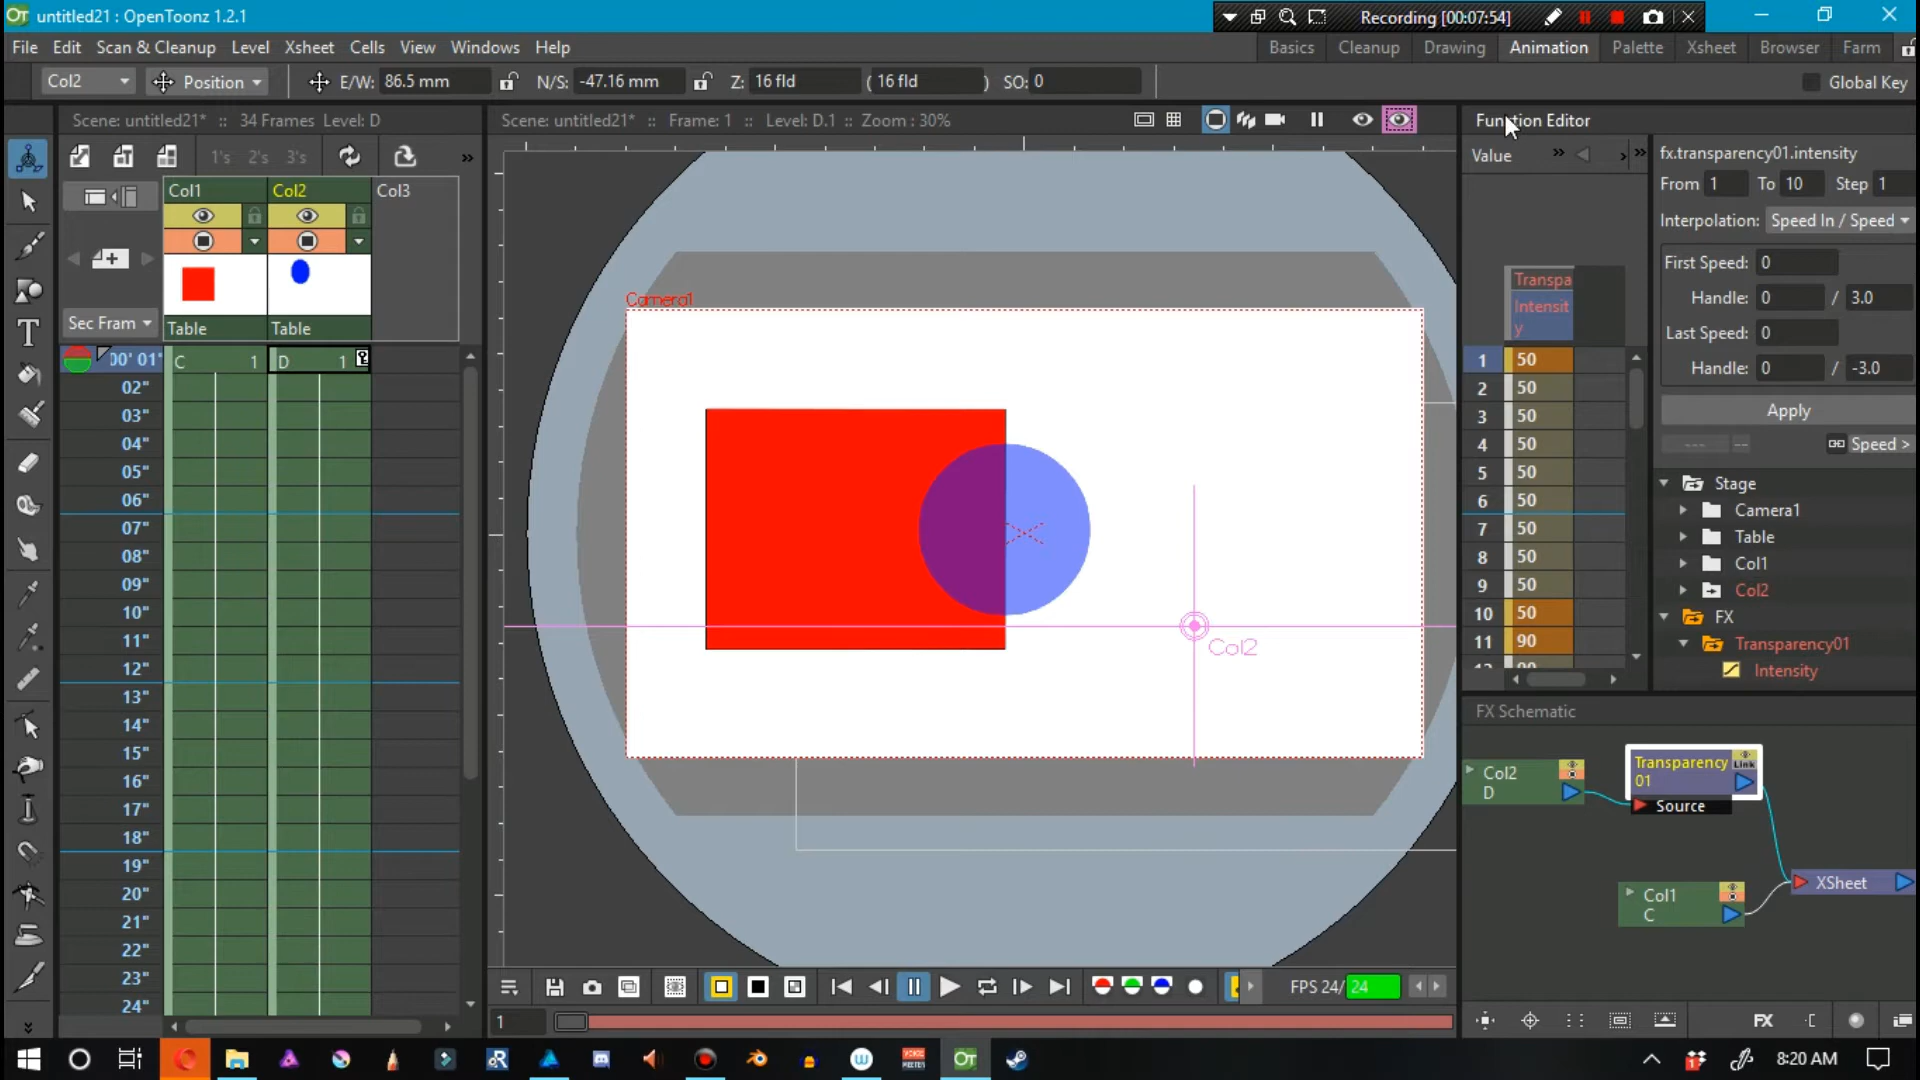 untitled21 : OpenToonz 1.2.1
Recording [00:07:54]
File Edit Scan & Cleanup Level Xsheet Cells View Windows Help
Basics Cleanup Drawing Animation Palette Xsheet Browser Farm
Col2 Position E/W: 86.5 mm N/S: -47.16 mm Z: 16 fld ( 16 fld ) SO: 0 Global Key
Scene: untitled21* :: 34 Frames Level: D
Scene: untitled21* :: Frame: 1 :: Level: D.1 :: Zoom : 30%
Function Editor
1's 2's 3's
Value
fx.transparency01.intensity
From 1 To 10 Step 1
Interpolation: Speed In / Speed
First Speed: 0
Handle: 0 / 3.0
Last Speed: 0
Handle: 0 / -3.0
Apply
Speed >
Col1 Col2 Col3
Sec Fram
Table Table
00' 01"
C 1 D 1
02"
03"
04"
05"
06"
07"
08"
09"
10"
11"
12"
13"
14"
15"
16"
17"
18"
19"
20"
21"
22"
23"
24"
Camera1
Col2
Transpa
Intensit
y
1 50
2 50
3 50
4 50
5 50
6 50
7 50
8 50
9 50
10 50
11 90
Stage
Camera1
Table
Col1
Col2
FX
Transparency01
Intensity
FX Schematic
Col2
D
Transparency
01
Link
Source
Col1
C
XSheet
FPS 24/ 24
1
FX
OT
8:20 AM